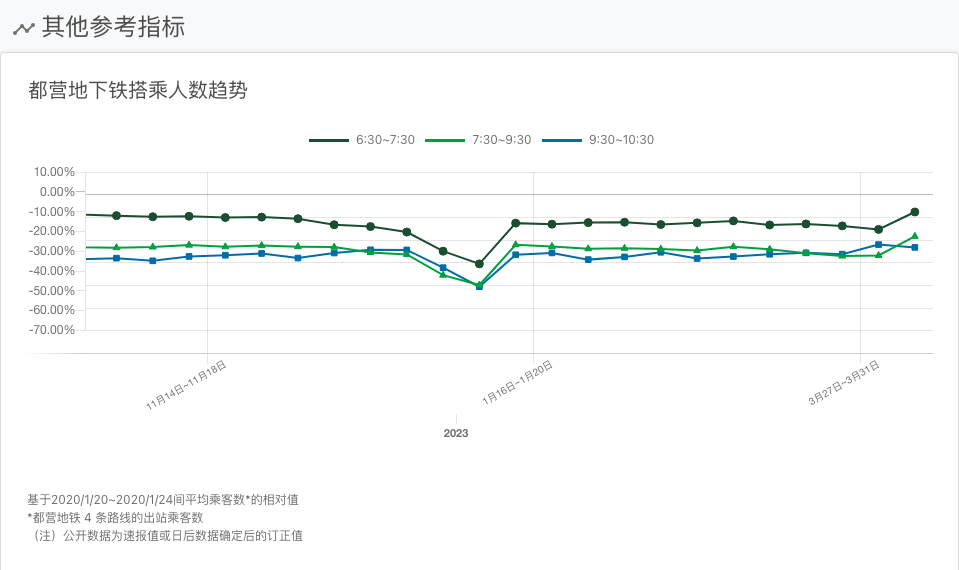 其他参考指标
都营地下铁搭乘人数趋势
6:30~7:30 7:30~9:30 9:30~10:30
10.00%
0.00%
-10.00%
-20.00%
-30.00%
-40.00%
-50.00%
-60.00%
-70.00%
11月14日~11月18日 1月16日~1月20日 3月27日~3月31日
2023
基于2020/1/20~2020/1/24间平均乘客数*的相对值
*都营地铁 4 条路线的出站乘客数
（注）公开数据为速报值或日后数据确定后的订正值